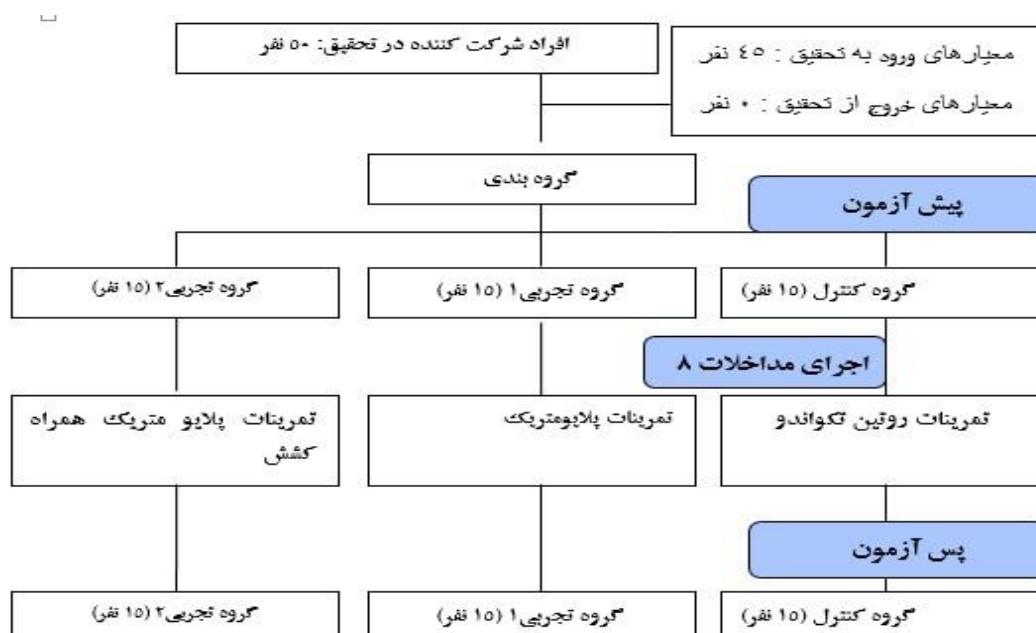 افراد شرکت کننده در تحقیق: ۵۰ نفر
معیارهای ورود به تحقیق : ٤٥ نفر
معیارهای خروج از تحقیق : ۰ نفر
گروه بندی
پیش آزمون
گروه کنترل (۱۵ نفر)
گروه تجربی۱ (۱۵ نفر)
گروه تجربی۲ (۱۵ نفر)
اجرای مداخلات ۸
تمرینات روتین تکواندو
تمرینات پلایومتریک
تمرینات پلایو متریک همراه
کشش
پس آزمون
گروه کنترل (۱۵ نفر)
گروه تجربی۱ (۱۵ نفر)
گروه تجربی۲ (۱۵ نفر)